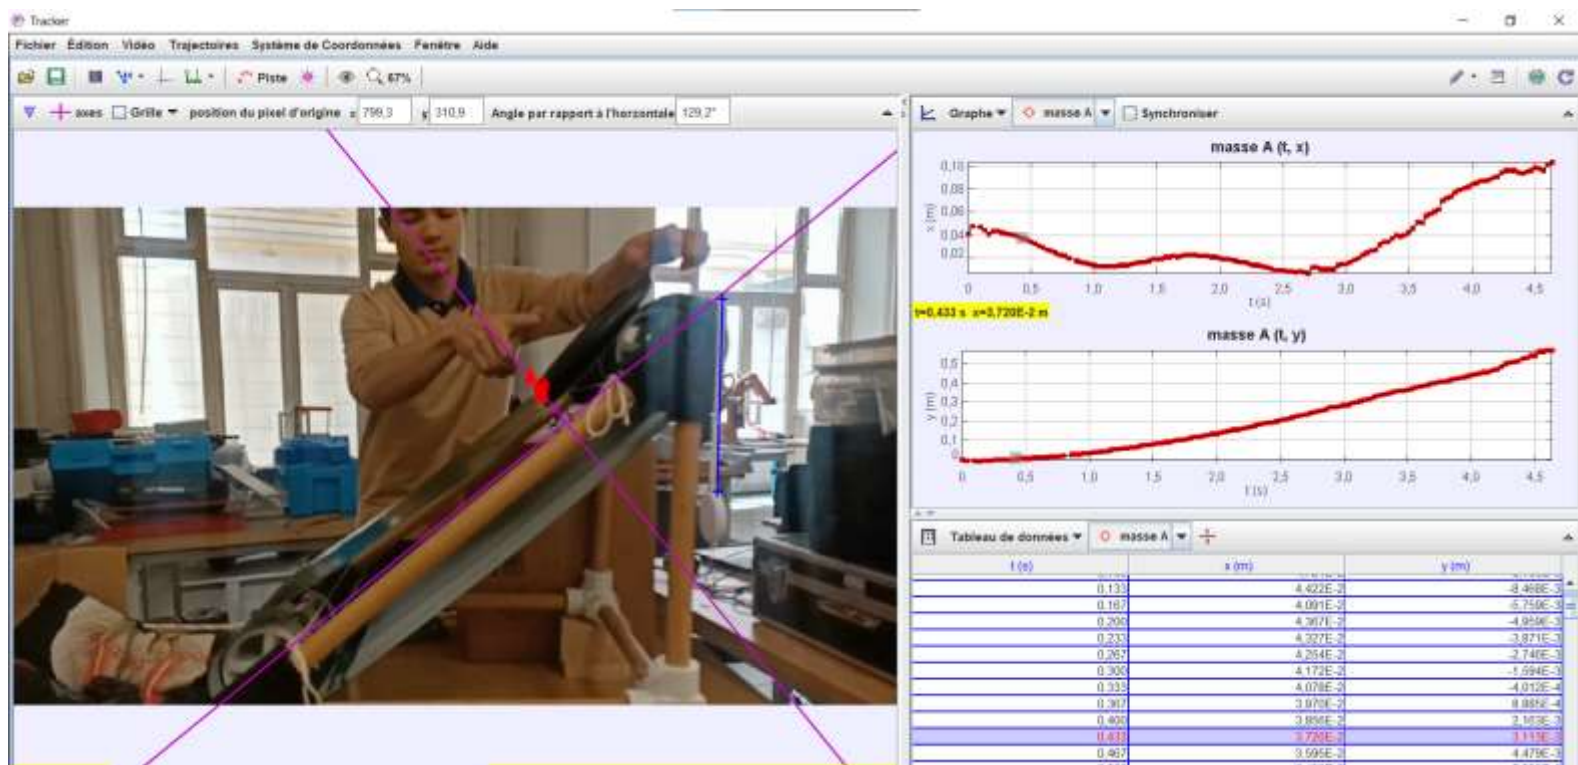 Tracker
Fichier Édition Vidéo Trajectoires Système de Coordonnées Fenêtre Aide
Piste 67%
axes Grille position du pixel d'origine x 799,3 y 310,9 Angle par rapport à l'horizontale 129,2°
Graphe masse A Synchroniser
masse A (t, x)
0,10
0,08
0,06
0,04
0,02
x (m)
0 0,5 1,0 1,5 2,0 2,5 3,0 3,5 4,0 4,5
t (s)
t=0,433 s x=3,720E-2 m
masse A (t, y)
0,5
0,4
0,3
0,2
0,1
0
y (m)
0 0,5 1,0 1,5 2,0 2,5 3,0 3,5 4,0 4,5
t (s)
Tableau de données masse A
t (s) x (m) y (m)
0,133 4,422E-2 -8,468E-3
0,167 4,091E-2 -5,759E-3
0,200 4,367E-2 -4,959E-3
0,233 4,327E-2 -3,871E-3
0,267 4,254E-2 -2,740E-3
0,300 4,172E-2 -1,594E-3
0,333 4,078E-2 -4,012E-4
0,367 3,970E-2 8,885E-4
0,400 3,856E-2 2,163E-3
0,433 3,720E-2 3,113E-3
0,467 3,595E-2 4,479E-3